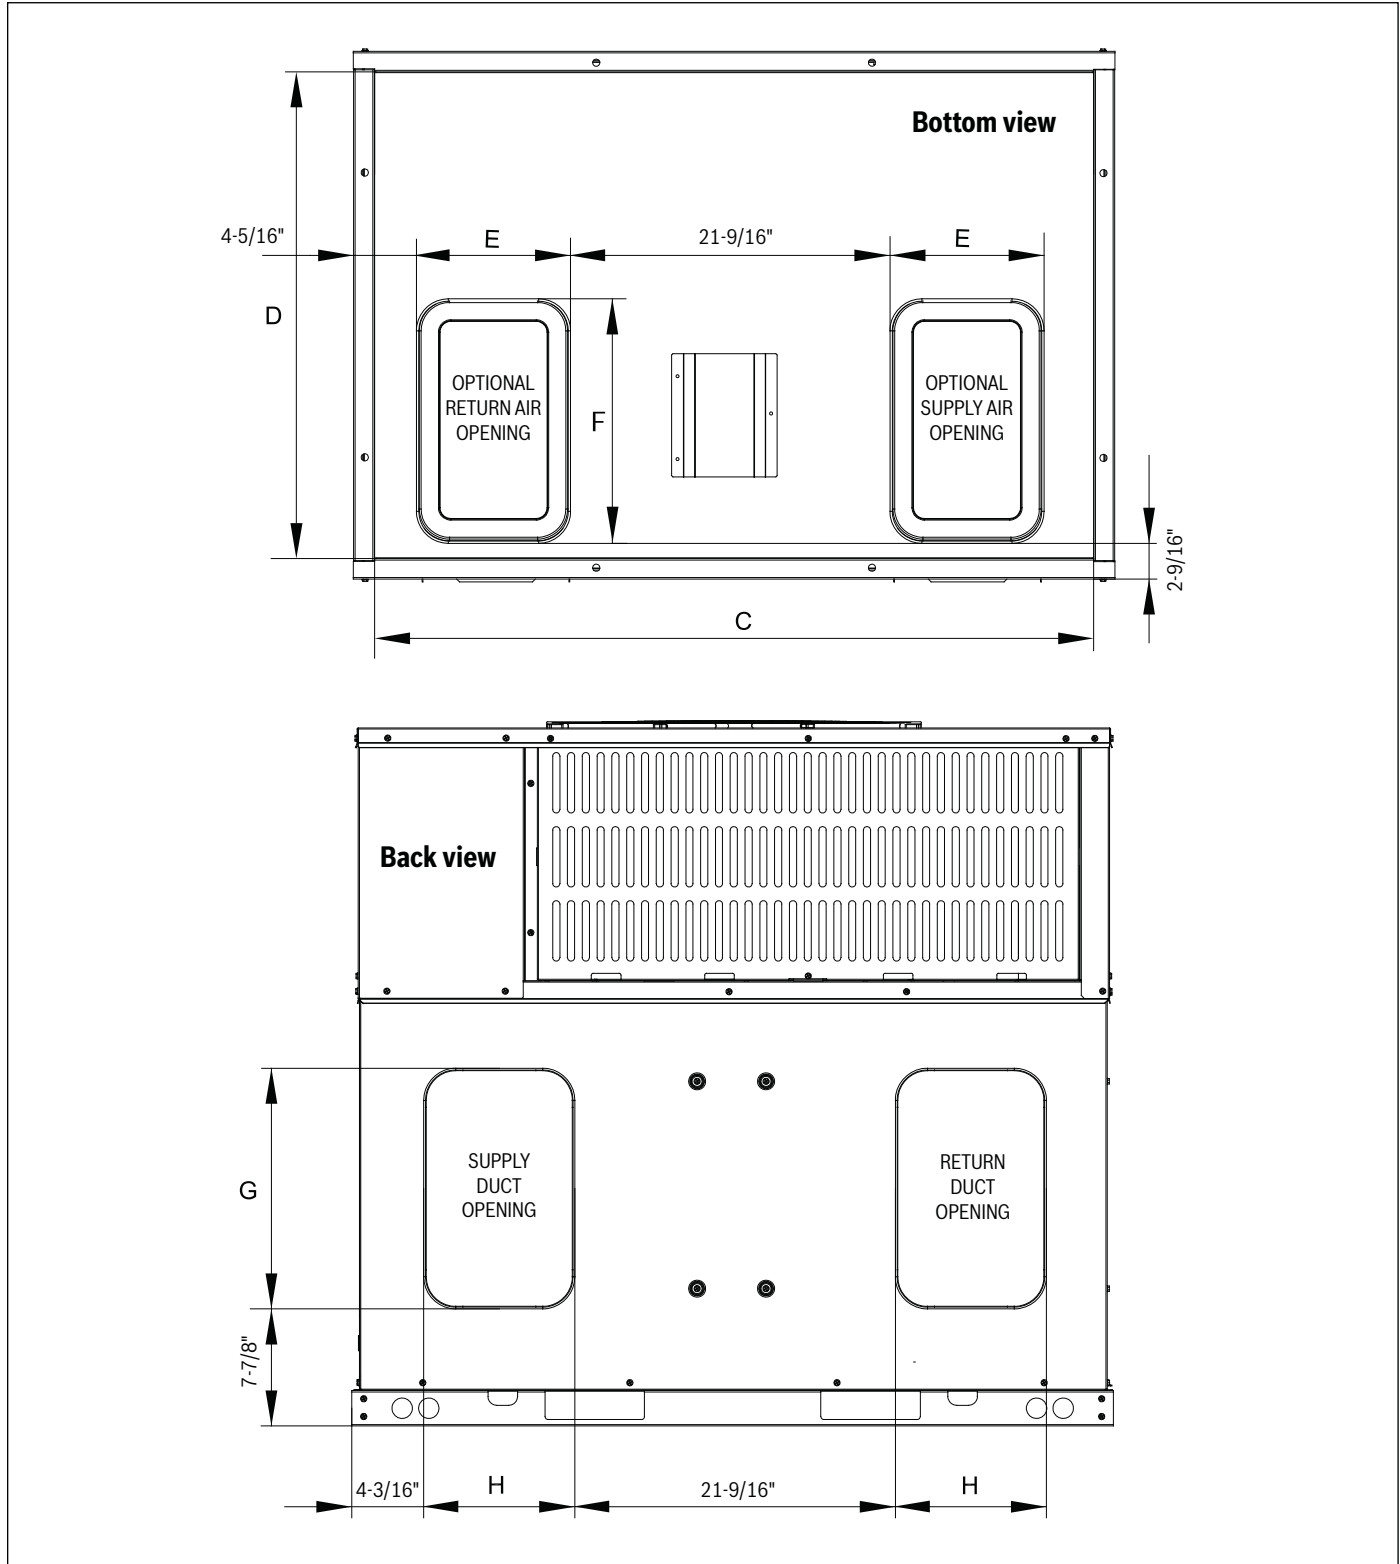 Bottom view
4-5/16"
E
21-9/16"
E
D
OPTIONAL
RETURN AIR
OPENING
F
OPTIONAL
SUPPLY AIR
OPENING
2-9/16"
C
Back view
G
SUPPLY
DUCT
OPENING
RETURN
DUCT
OPENING
7-7/8"
4-3/16"
H
21-9/16"
H